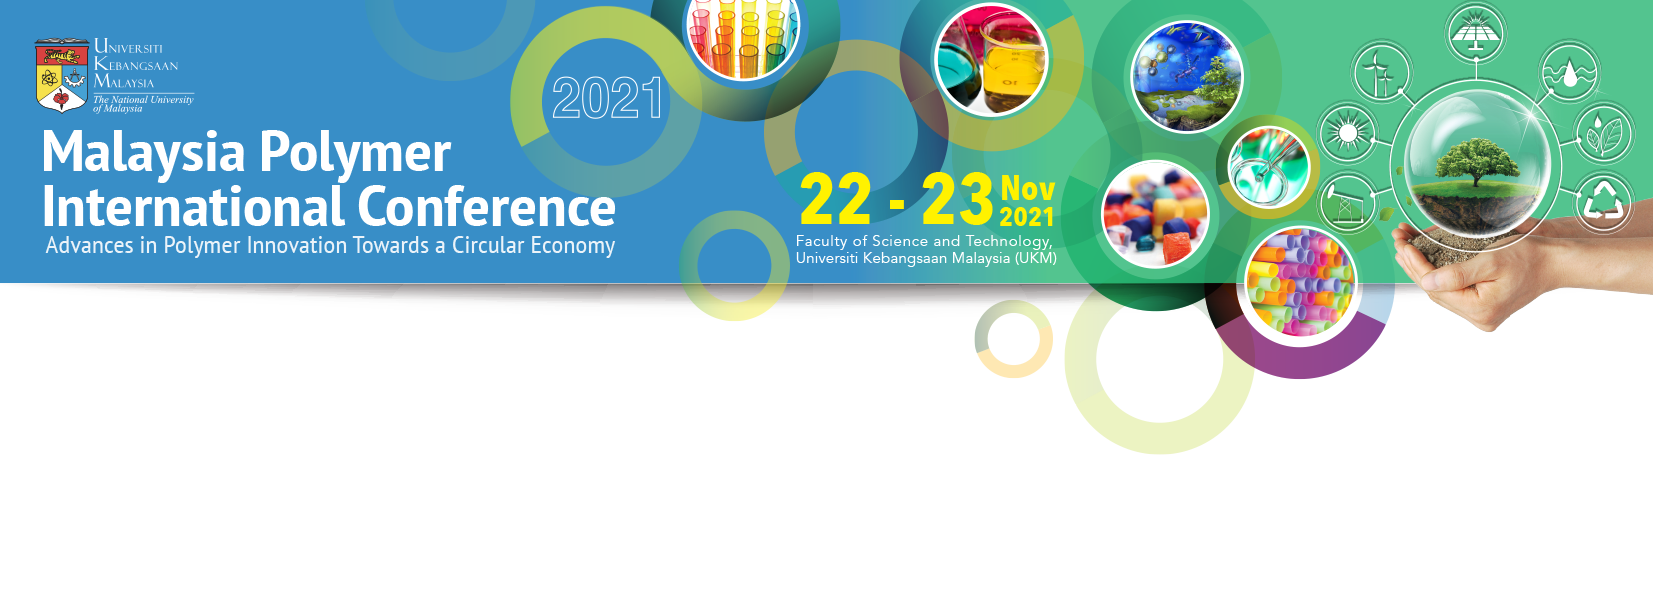 UNIVERSITI
KEBANGSAAN
MALAYSIA
The National University
of Malaysia
2021
Malaysia Polymer
International Conference
Advances in Polymer Innovation Towards a Circular Economy
22 - 23 Nov
2021
Faculty of Science and Technology,
Universiti Kebangsaan Malaysia (UKM)